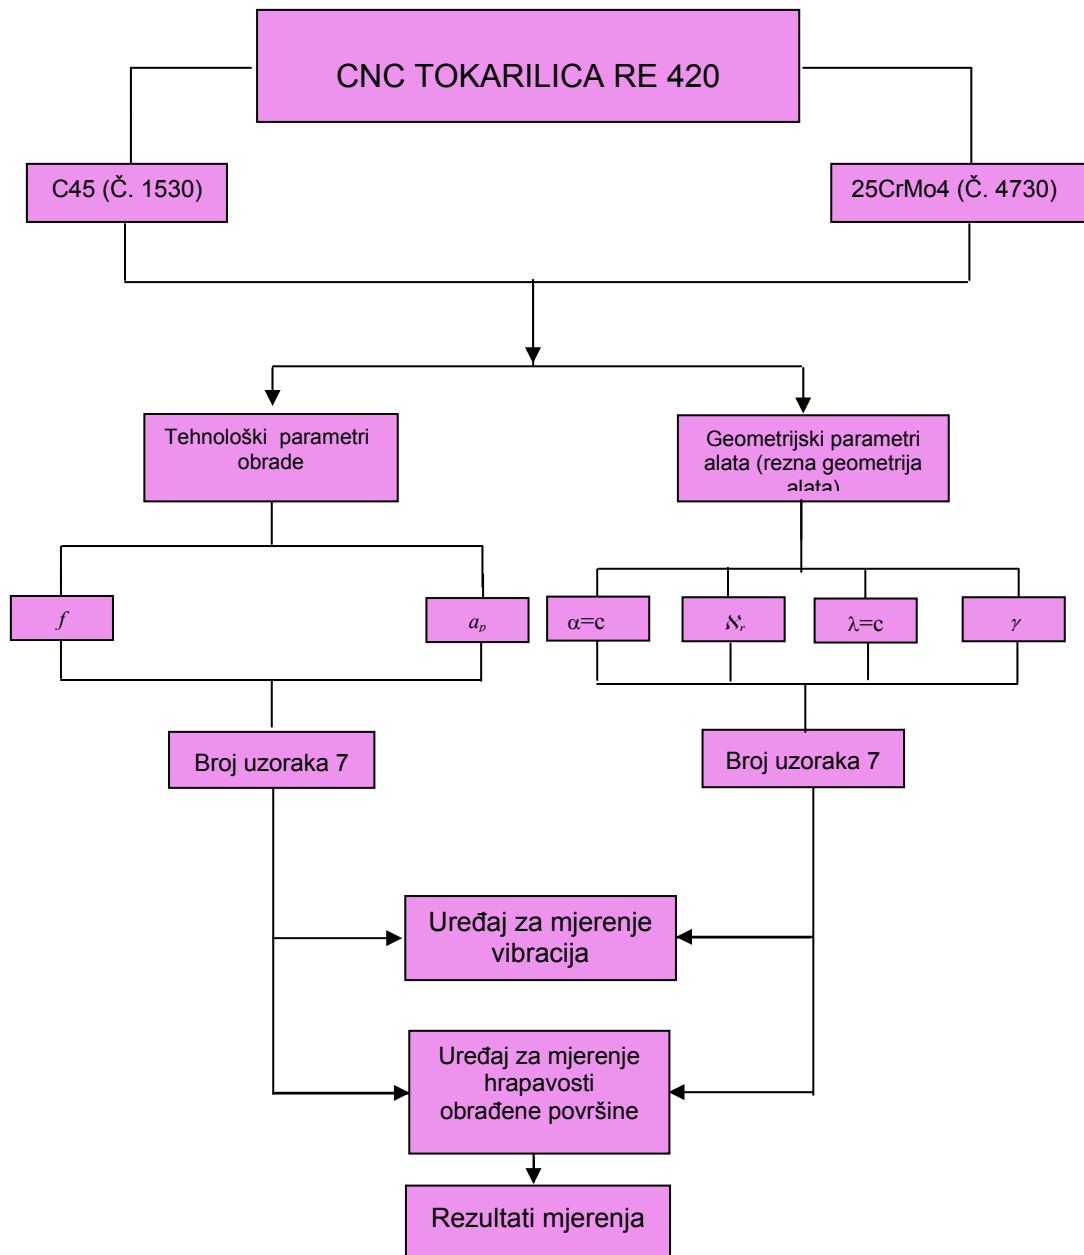 CNC TOKARILICA RE 420
C45 (Č. 1530)
25CrMo4 (Č. 4730)
Tehnološki parametri
obrade
Geometrijski parametri
alata (rezna geometrija
alata)
f
aₚ
α=c
ℵᵣ
λ=c
γ
Broj uzoraka 7
Broj uzoraka 7
Uređaj za mjerenje
vibracija
Uređaj za mjerenje
hrapavosti
obrađene površine
Rezultati mjerenja